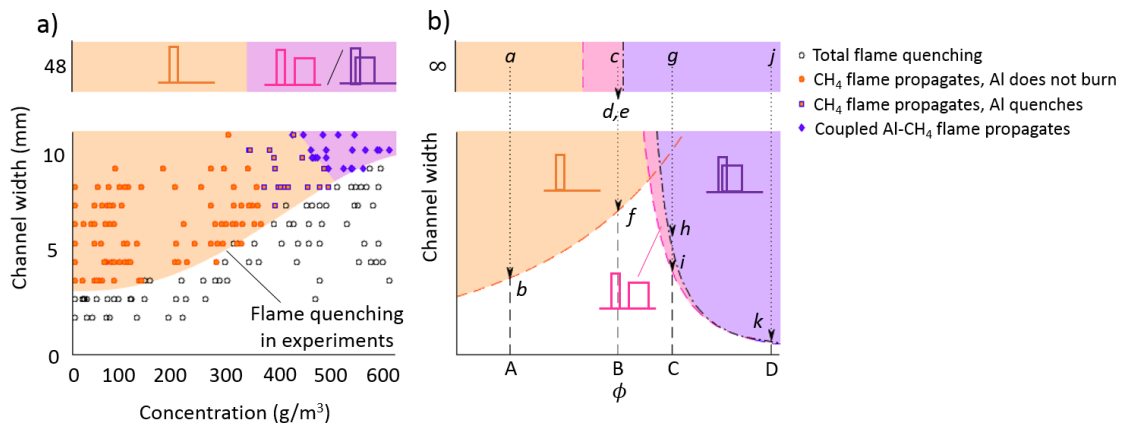 a)
b)
48
∞
a
c
g
j
d,e
Total flame quenching
CH₄ flame propagates, Al does not burn
CH₄ flame propagates, Al quenches
Coupled Al-CH₄ flame propagates
Channel width (mm)
10
5
0
Flame quenching
in experiments
0
100
200
300
400
500
600
Concentration (g/m³)
Channel width
f
h
i
b
k
A
B
C
D
ϕ